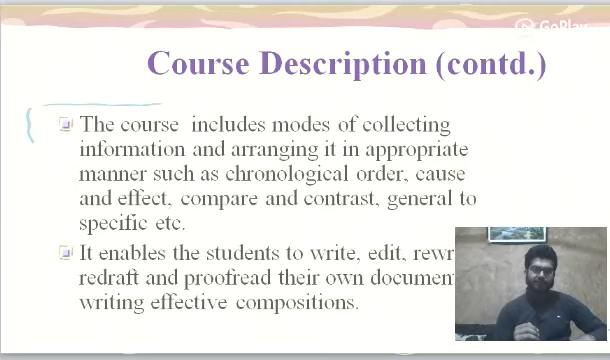 GoPlay
Course Description (contd.)
The course includes modes of collecting
information and arranging it in appropriate
manner such as chronological order, cause
and effect, compare and contrast, general to
specific etc.
It enables the students to write, edit,
redraft and proofread their own
writing effective compositions.